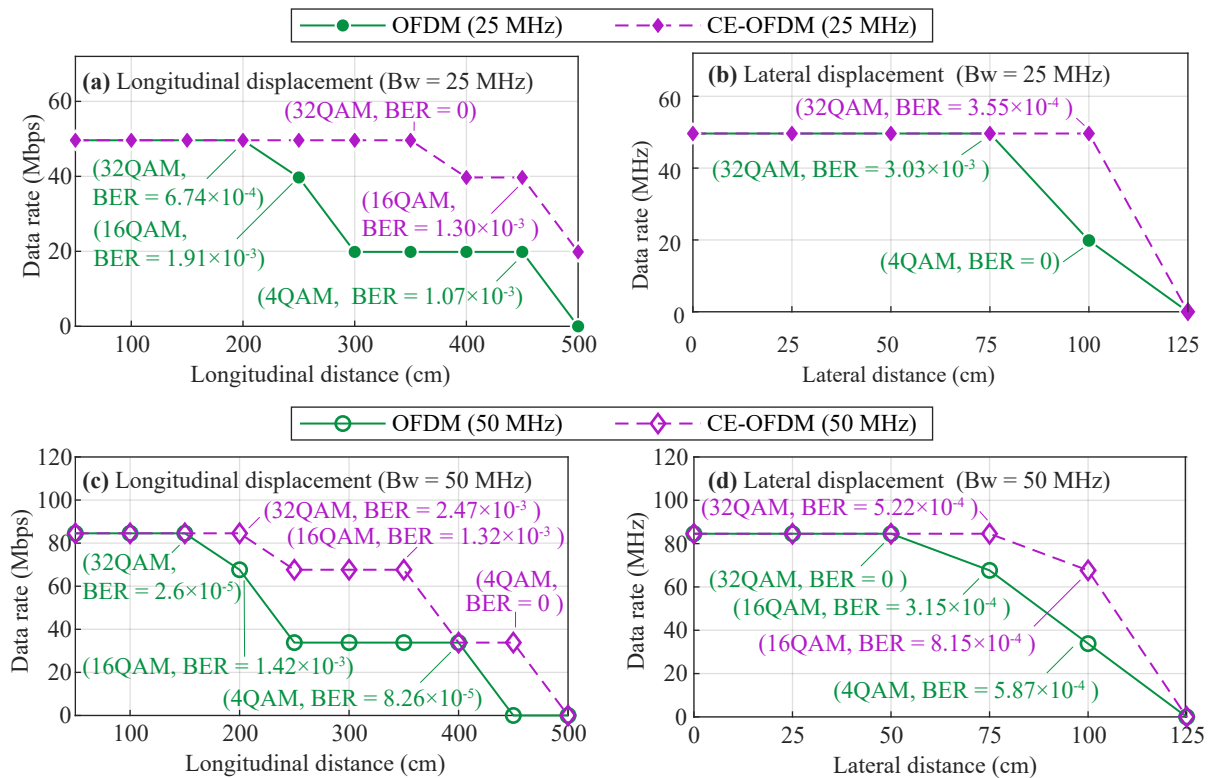 OFDM (25 MHz) CE-OFDM (25 MHz)
(a) Longitudinal displacement (Bw = 25 MHz)
60
40
20
0
Data rate (Mbps)
(32QAM, BER = 0)
(32QAM,
BER = 6.74×10⁻⁴)
(16QAM,
BER = 1.91×10⁻³)
(16QAM,
BER = 1.30×10⁻³ )
(4QAM, BER = 1.07×10⁻³)
100 200 300 400 500
Longitudinal distance (cm)
(b) Lateral displacement (Bw = 25 MHz)
60
40
20
0
Data rate (MHz)
(32QAM, BER = 3.55×10⁻⁴)
(32QAM, BER = 3.03×10⁻³ )
(4QAM, BER = 0)
0 25 50 75 100 125
Lateral distance (cm)
OFDM (50 MHz) CE-OFDM (50 MHz)
(c) Longitudinal displacement (Bw = 50 MHz)
120
100
80
60
40
20
0
Data rate (Mbps)
(32QAM, BER = 2.47×10⁻³
(16QAM, BER = 1.32×10⁻³)
(32QAM,
BER = 2.6×10⁻⁵)
(4QAM,
BER = 0 )
(16QAM, BER = 1.42×10⁻³)
(4QAM, BER = 8.26×10⁻⁵)
0 100 200 300 400 500
Longitudinal distance (cm)
(d) Lateral displacement (Bw = 50 MHz)
120
100
80
60
40
20
0
Data rate (MHz)
(32QAM, BER = 5.22×10⁻⁴)
(32QAM, BER = 0 )
(16QAM, BER = 3.15×10⁻⁴)
(16QAM, BER = 8.15×10⁻⁴)
(4QAM, BER = 5.87×10⁻⁴ )
0 25 50 75 100 125
Lateral distance (cm)